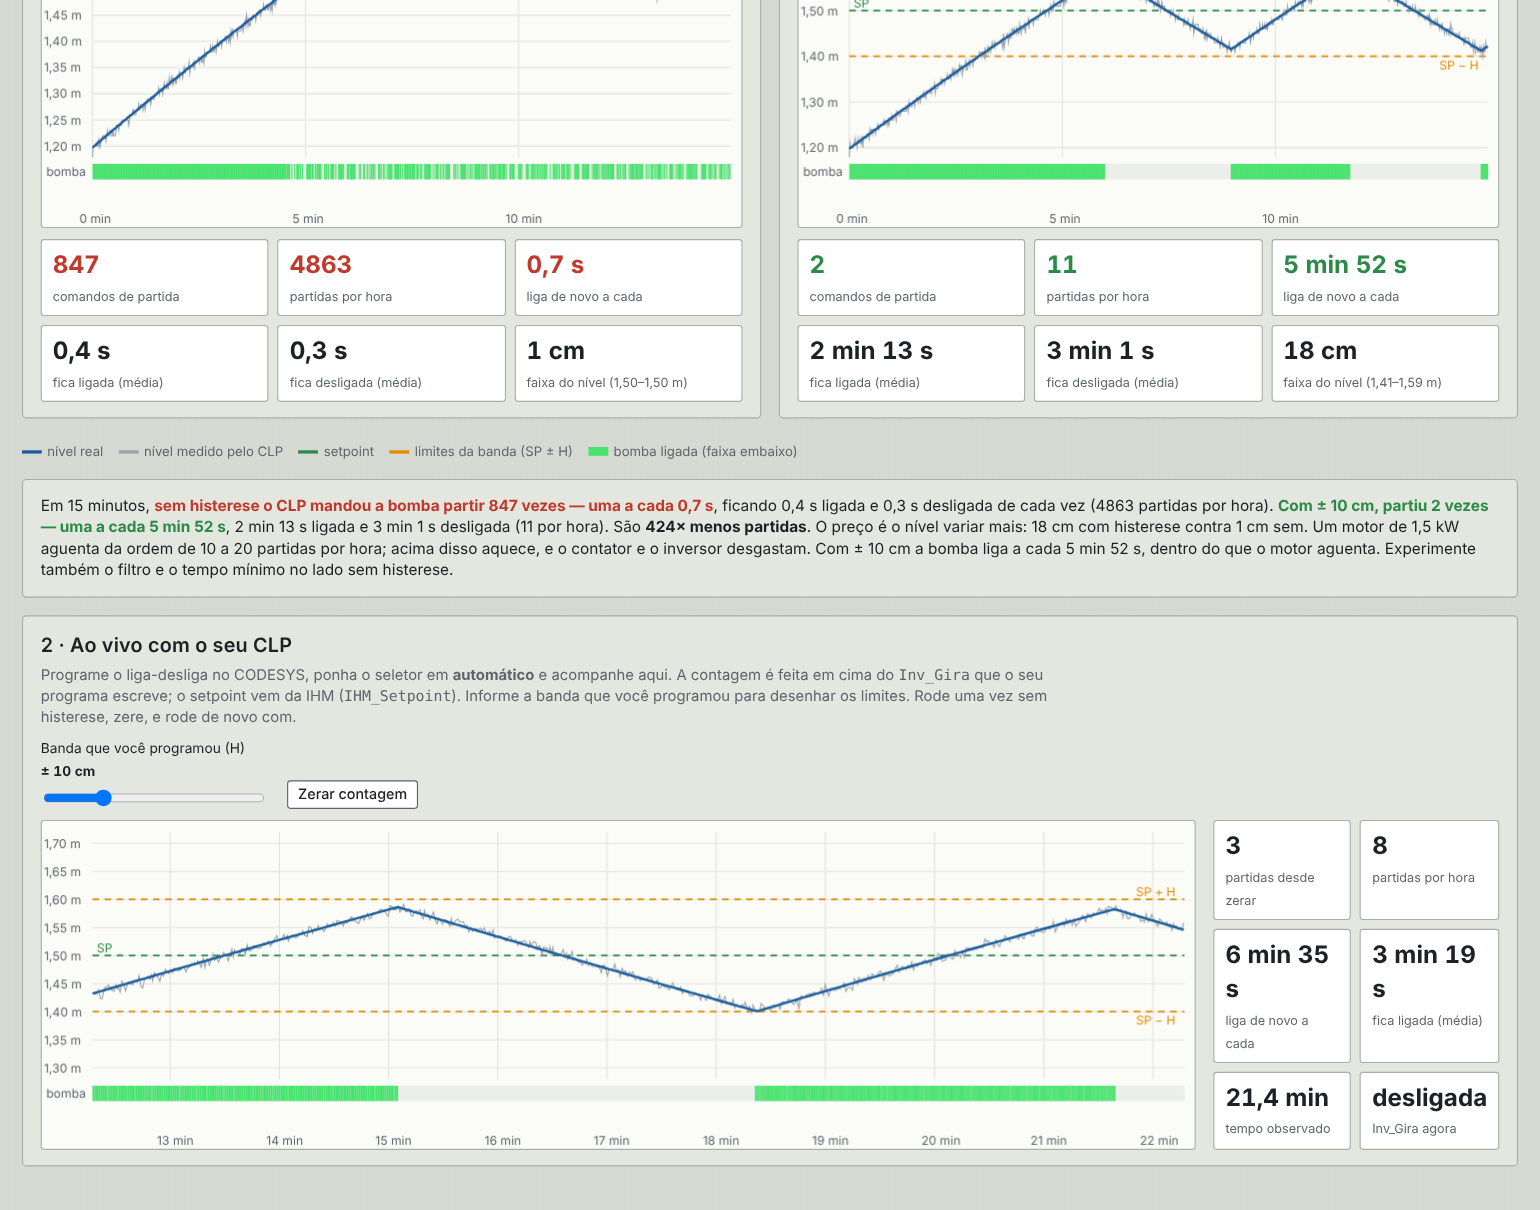 1,45 m
1,40 m
1,35 m
1,30 m
1,25 m
1,20 m
bomba
0 min
5 min
10 min
SP
1,50 m
1,40 m
SP − H
1,30 m
1,20 m
bomba
0 min
5 min
10 min
847
comandos de partida
4863
partidas por hora
0,7 s
liga de novo a cada
0,4 s
fica ligada (média)
0,3 s
fica desligada (média)
1 cm
faixa do nível (1,50–1,50 m)
2
comandos de partida
11
partidas por hora
5 min 52 s
liga de novo a cada
2 min 13 s
fica ligada (média)
3 min 1 s
fica desligada (média)
18 cm
faixa do nível (1,41–1,59 m)
nível real
nível medido pelo CLP
setpoint
limites da banda (SP ± H)
bomba ligada (faixa embaixo)
Em 15 minutos, sem histerese o CLP mandou a bomba partir 847 vezes — uma a cada 0,7 s, ficando 0,4 s ligada e 0,3 s desligada de cada vez (4863 partidas por hora). Com ± 10 cm, partiu 2 vezes
— uma a cada 5 min 52 s, 2 min 13 s ligada e 3 min 1 s desligada (11 por hora). São 424× menos partidas. O preço é o nível variar mais: 18 cm com histerese contra 1 cm sem. Um motor de 1,5 kW
aguenta da ordem de 10 a 20 partidas por hora; acima disso aquece, e o contator e o inversor desgastam. Com ± 10 cm a bomba liga a cada 5 min 52 s, dentro do que o motor aguenta. Experimente
também o filtro e o tempo mínimo no lado sem histerese.
2 · Ao vivo com o seu CLP
Programe o liga-desliga no CODESYS, ponha o seletor em automático e acompanhe aqui. A contagem é feita em cima do Inv_Gira que o seu
programa escreve; o setpoint vem da IHM (IHM_Setpoint). Informe a banda que você programou para desenhar os limites. Rode uma vez sem
histerese, zere, e rode de novo com.
Banda que você programou (H)
± 10 cm
Zerar contagem
1,70 m
1,65 m
1,60 m
SP + H
1,55 m
SP
1,50 m
1,45 m
1,40 m
SP − H
1,35 m
1,30 m
bomba
13 min
14 min
15 min
16 min
17 min
18 min
19 min
20 min
21 min
22 min
3
partidas desde
zerar
8
partidas por hora
6 min 35
s
liga de novo a
cada
3 min 19
s
fica ligada (média)
21,4 min
tempo observado
desligada
Inv_Gira agora